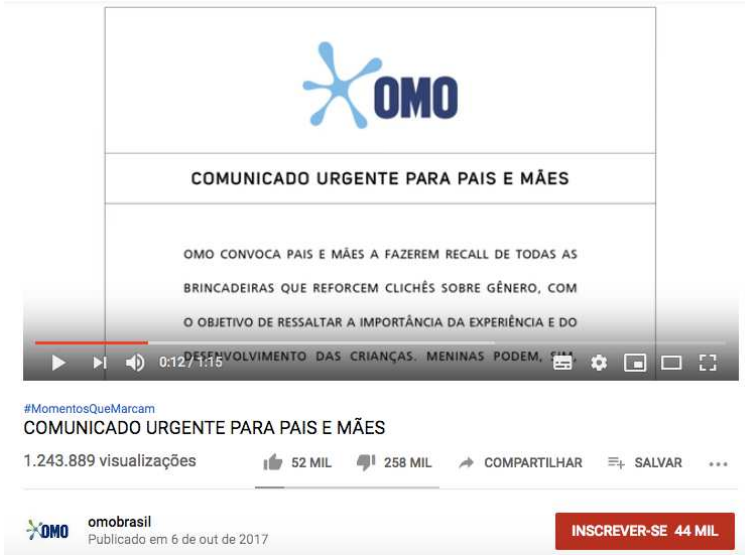 OMO
COMUNICADO URGENTE PARA PAIS E MÃES
OMO CONVOCA PAIS E MÃES A FAZEREM RECALL DE TODAS AS
BRINCADEIRAS QUE REFORCEM CLICHÊS SOBRE GÊNERO, COM
O OBJETIVO DE RESSALTAR A IMPORTÂNCIA DA EXPERIÊNCIA E DO
DESENVOLVIMENTO DAS CRIANÇAS. MENINAS PODEM, SIM,
0:12 / 1:15
#MomentosQueMarcam
COMUNICADO URGENTE PARA PAIS E MÃES
1.243.889 visualizações 52 MIL 258 MIL COMPARTILHAR SALVAR
OMO omobrasil
Publicado em 6 de out de 2017
INSCREVER-SE 44 MIL